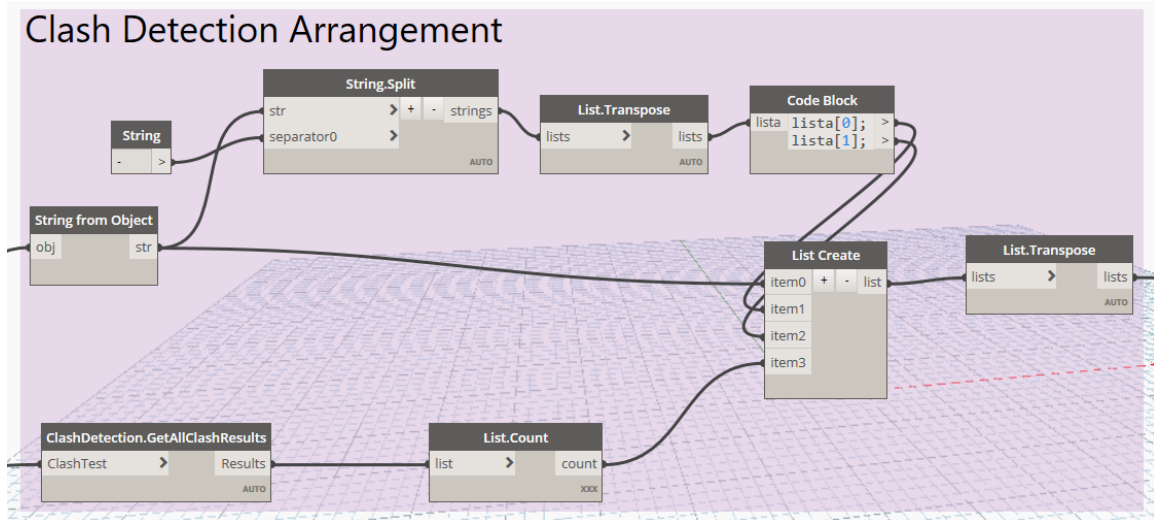 Clash Detection Arrangement
String.Split
str > + - strings
separator0 >
AUTO
String
- >
List.Transpose
lists > lists
AUTO
Code Block
lista lista[0]; >
lista[1]; >
String from Object
obj str
List Create
item0 + - list
item1
item2
item3
List.Transpose
lists > lists
AUTO
ClashDetection.GetAllClashResults
ClashTest > Results
AUTO
List.Count
list > count
XXX